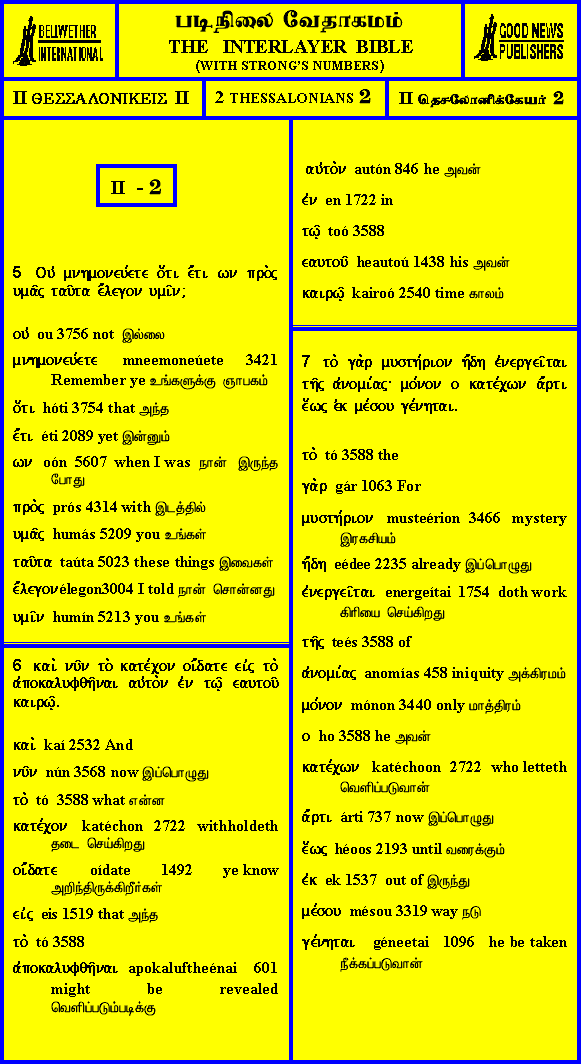 BELLWETHER
INTERNATIONAL
படிநிலை வேதாகமம்
THE INTERLAYER BIBLE
(WITH STRONG'S NUMBERS)
GOOD NEWS
PUBLISHERS
II ΘΕΣΣΑΛΟΝΙΚΕΙΣ II
2 THESSALONIANS 2
II தெசலோனிக்கேயர் 2
II - 2
5 Οὐ μνημονεύετε ὅτι ἔτι ων πρὸς
υμᾶς ταῦτα ἔλεγον υμῖν;
οὐ ou 3756 not இல்லை
μνημονεύετε mneemoneúete 3421
Remember ye உங்களுக்கு ஞாபகம்
ὅτι hóti 3754 that அந்த
ἔτι éti 2089 yet இன்னும்
ων oón 5607 when I was நான் இருந்த
போது
πρὸς prós 4314 with இடத்தில்
υμᾶς humás 5209 you உங்கள்
ταῦτα taúta 5023 these things இவைகள்
ἔλεγονélegon3004 I told நான் சொன்னது
υμῖν humín 5213 you உங்கள்
6 καὶ νῦν τὸ κατέχον οἴδατε εἰς τὸ
ἀποκαλυφθῆναι αὐτὸν ἐν τῷ εαυτοῦ
καιρῷ.
καὶ kaí 2532 And
νῦν nún 3568 now இப்பொழுது
τὸ tó 3588 what என்ன
κατέχον katéchon 2722 withholdeth
தடை செய்கிறது
οἴδατε oídate 1492 ye know
அறிந்திருக்கிறீர்கள்
εἰς eis 1519 that அந்த
τὸ tó 3588
ἀποκαλυφθῆναι apokaluftheénai 601
might be revealed
வெளிப்படும்படிக்கு
αὐτὸν autón 846 he அவன்
ἐν en 1722 in
τῷ toó 3588
εαυτοῦ heautoú 1438 his அவன்
καιρῷ kairoó 2540 time காலம்
7 τὸ γὰρ μυστήριον ἤδη ἐνεργεῖται
τῆς ἀνομίας· μόνον ο κατέχων ἄρτι
ἕως ἐκ μέσου γένηται.
τὸ tó 3588 the
γὰρ gár 1063 For
μυστήριον musteérion 3466 mystery
இரகசியம்
ἤδη eédee 2235 already இப்பொழுது
ἐνεργεῖται energeítai 1754 doth work
கிரியை செய்கிறது
τῆς teés 3588 of
ἀνομίας anomías 458 iniquity அக்கிரமம்
μόνον mónon 3440 only மாத்திரம்
ο ho 3588 he அவன்
κατέχων katéchoon 2722 who letteth
வெளிப்படுவான்
ἄρτι árti 737 now இப்பொழுது
ἕως héoos 2193 until வரைக்கும்
ἐκ ek 1537 out of இருந்து
μέσου mésou 3319 way நடு
γένηται géneetai 1096 he be taken
நீக்கப்படுவான்